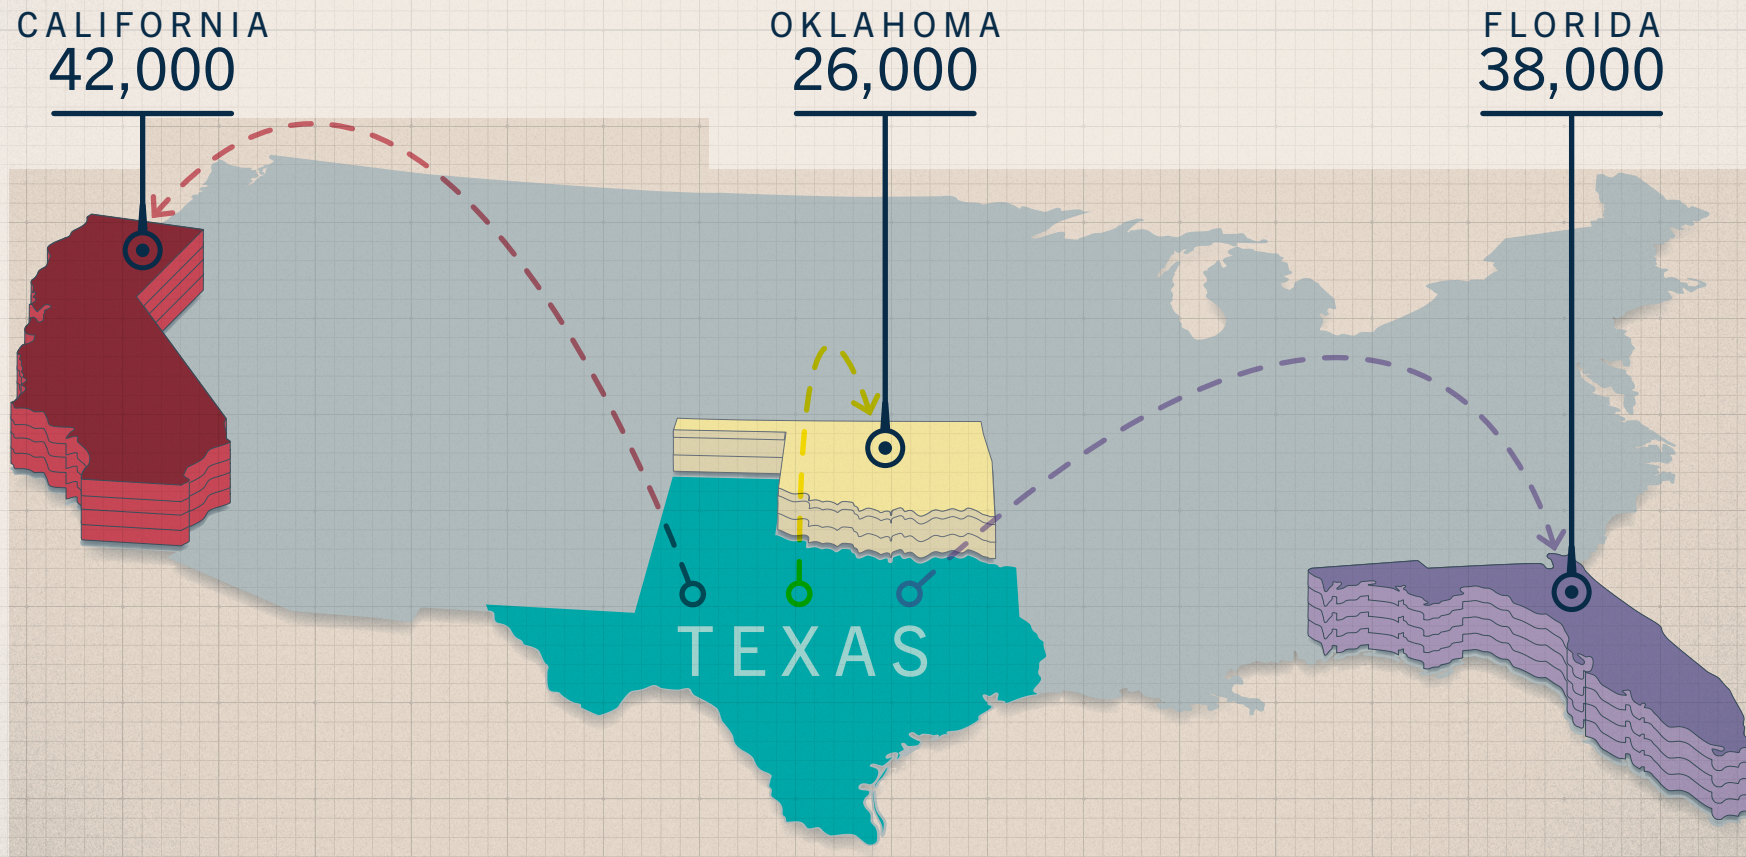 CALIFORNIA
42,000
OKLAHOMA
26,000
FLORIDA
38,000
TEXAS